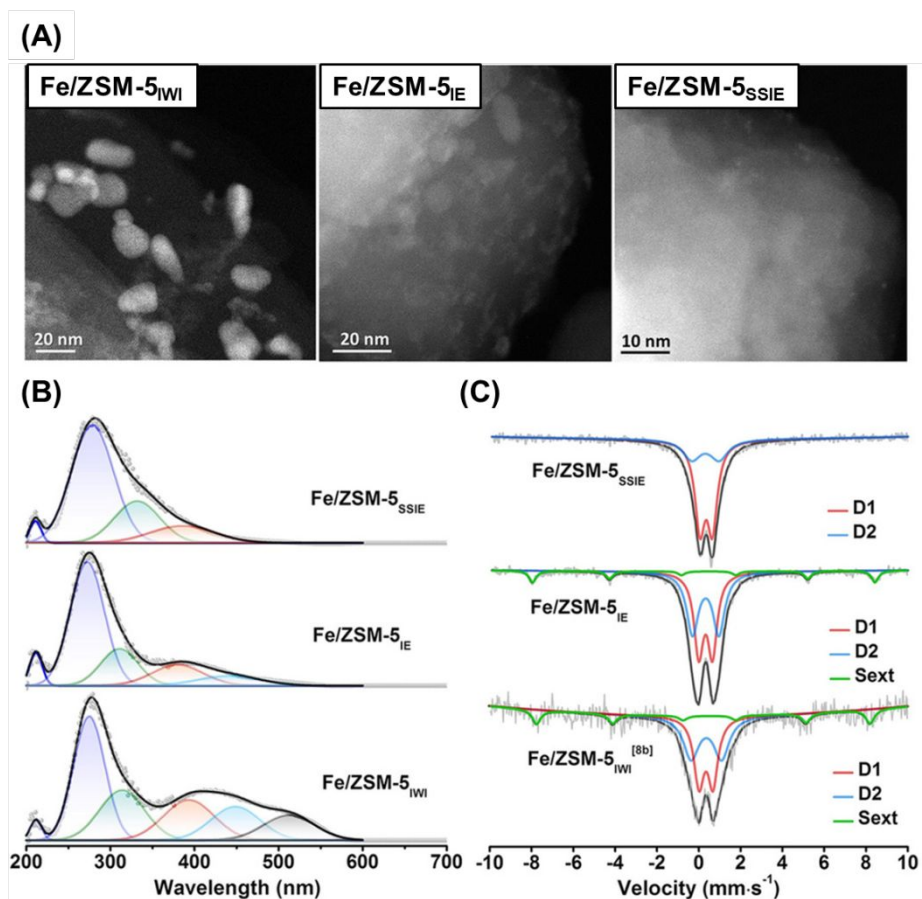 (A)
Fe/ZSM-5IWI
Fe/ZSM-5IE
Fe/ZSM-5SSIE
20 nm
20 nm
10 nm
(B)
(C)
Fe/ZSM-5SSIE
Fe/ZSM-5IE
Fe/ZSM-5IWI
200 300 400 500 600 700
Wavelength (nm)
Fe/ZSM-5SSIE
D1
D2
Fe/ZSM-5IE
D1
D2
Sext
Fe/ZSM-5IWI[8b]
D1
D2
Sext
-10 -8 -6 -4 -2 0 2 4 6 8 10
Velocity (mm·s-1)